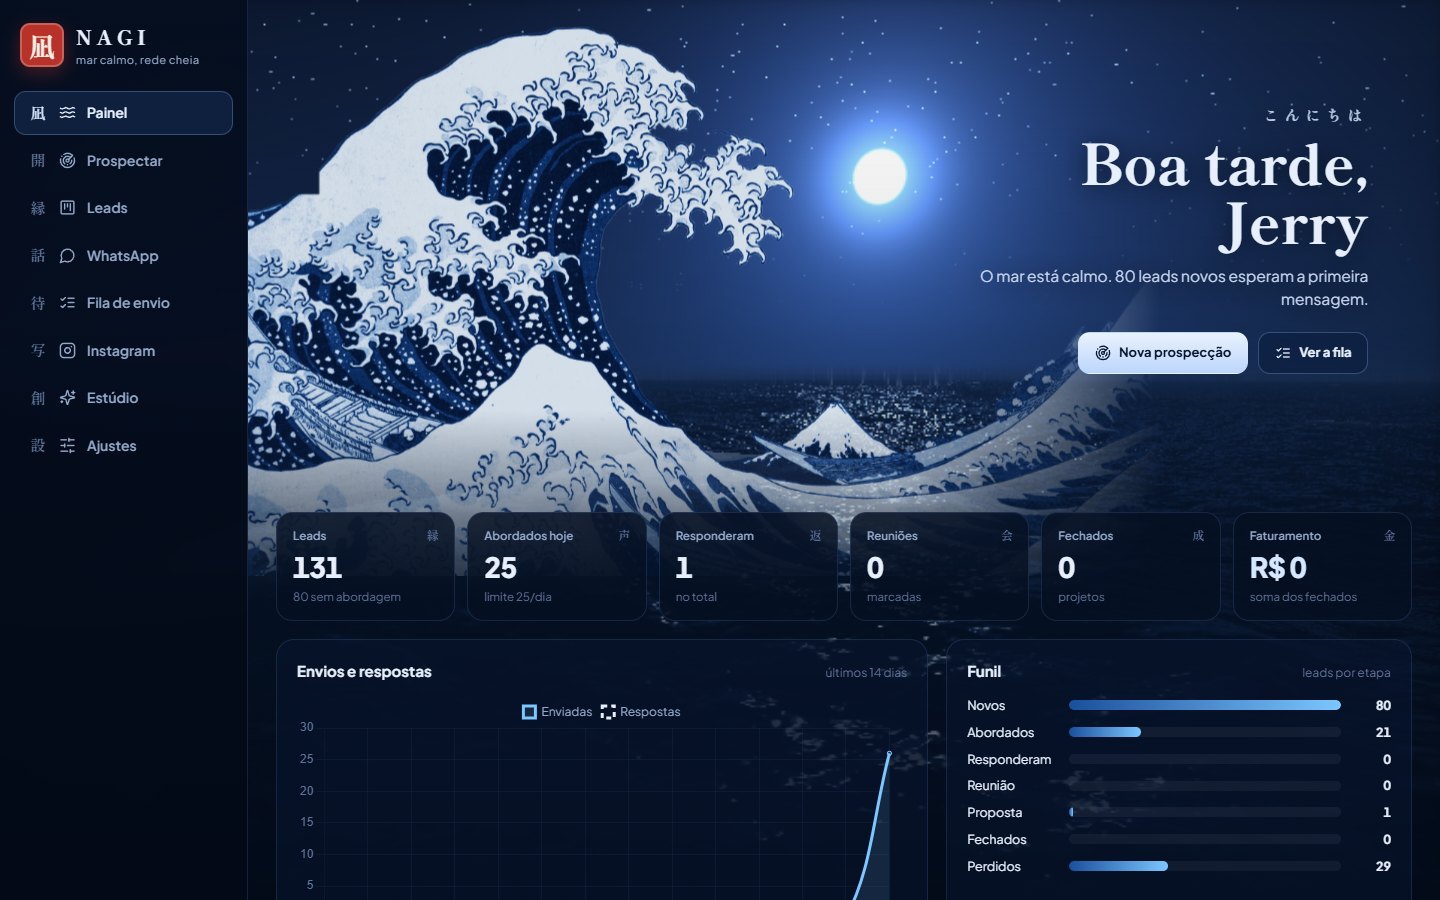 凪
NAGI
mar calmo, rede cheia
凪 Painel
開 Prospectar
縁 Leads
話 WhatsApp
待 Fila de envio
写 Instagram
創 Estúdio
設 Ajustes
こんにちは
Boa tarde,
Jerry
O mar está calmo. 80 leads novos esperam a primeira
mensagem.
Nova prospecção
Ver a fila
Leads 縁
131
80 sem abordagem
Abordados hoje 声
25
limite 25/dia
Responderam 返
1
no total
Reuniões 会
0
marcadas
Fechados 成
0
projetos
Faturamento 金
R$ 0
soma dos fechados
Envios e respostas
últimos 14 dias
Enviadas Respostas
30
25
20
15
10
5
Funil
leads por etapa
Novos 80
Abordados 21
Responderam 0
Reunião 0
Proposta 1
Fechados 0
Perdidos 29